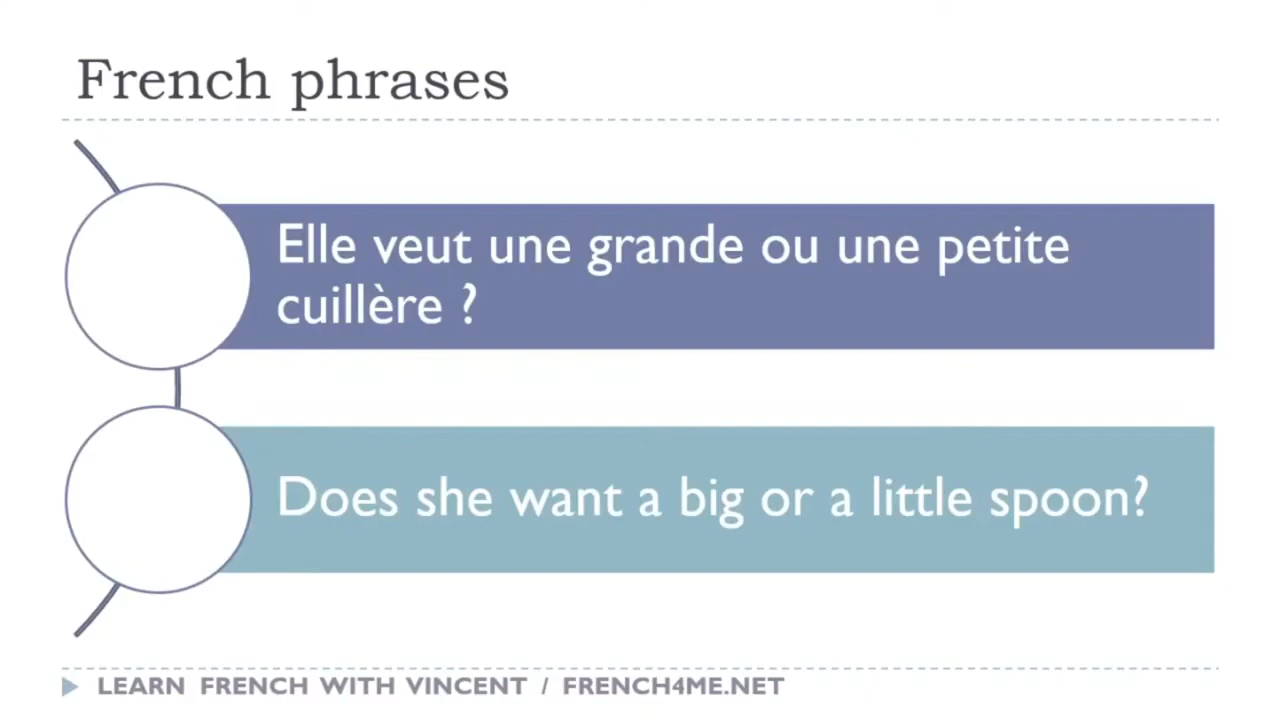 French phrases
Elle veut une grande ou une petite
cuillère ?
Does she want a big or a little spoon?
LEARN FRENCH WITH VINCENT / FRENCH4ME.NET